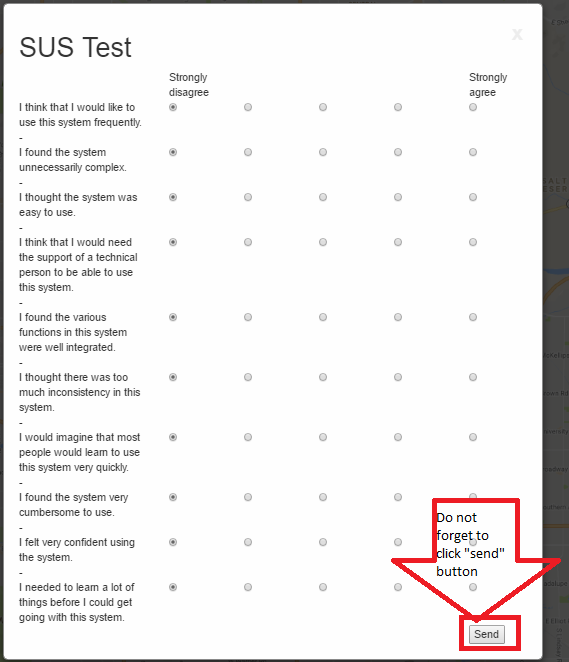 X
SUS Test
Strongly
disagree
Strongly
agree
I think that I would like to
use this system frequently.
-
I found the system
unnecessarily complex.
-
I thought the system was
easy to use.
-
I think that I would need
the support of a technical
person to be able to use
this system.
-
I found the various
functions in this system
were well integrated.
-
I thought there was too
much inconsistency in this
system.
-
I would imagine that most
people would learn to use
this system very quickly.
-
I found the system very
cumbersome to use.
-
I felt very confident using
the system.
-
I needed to learn a lot of
things before I could get
going with this system.
Do not
forget to
click "send"
button
Send